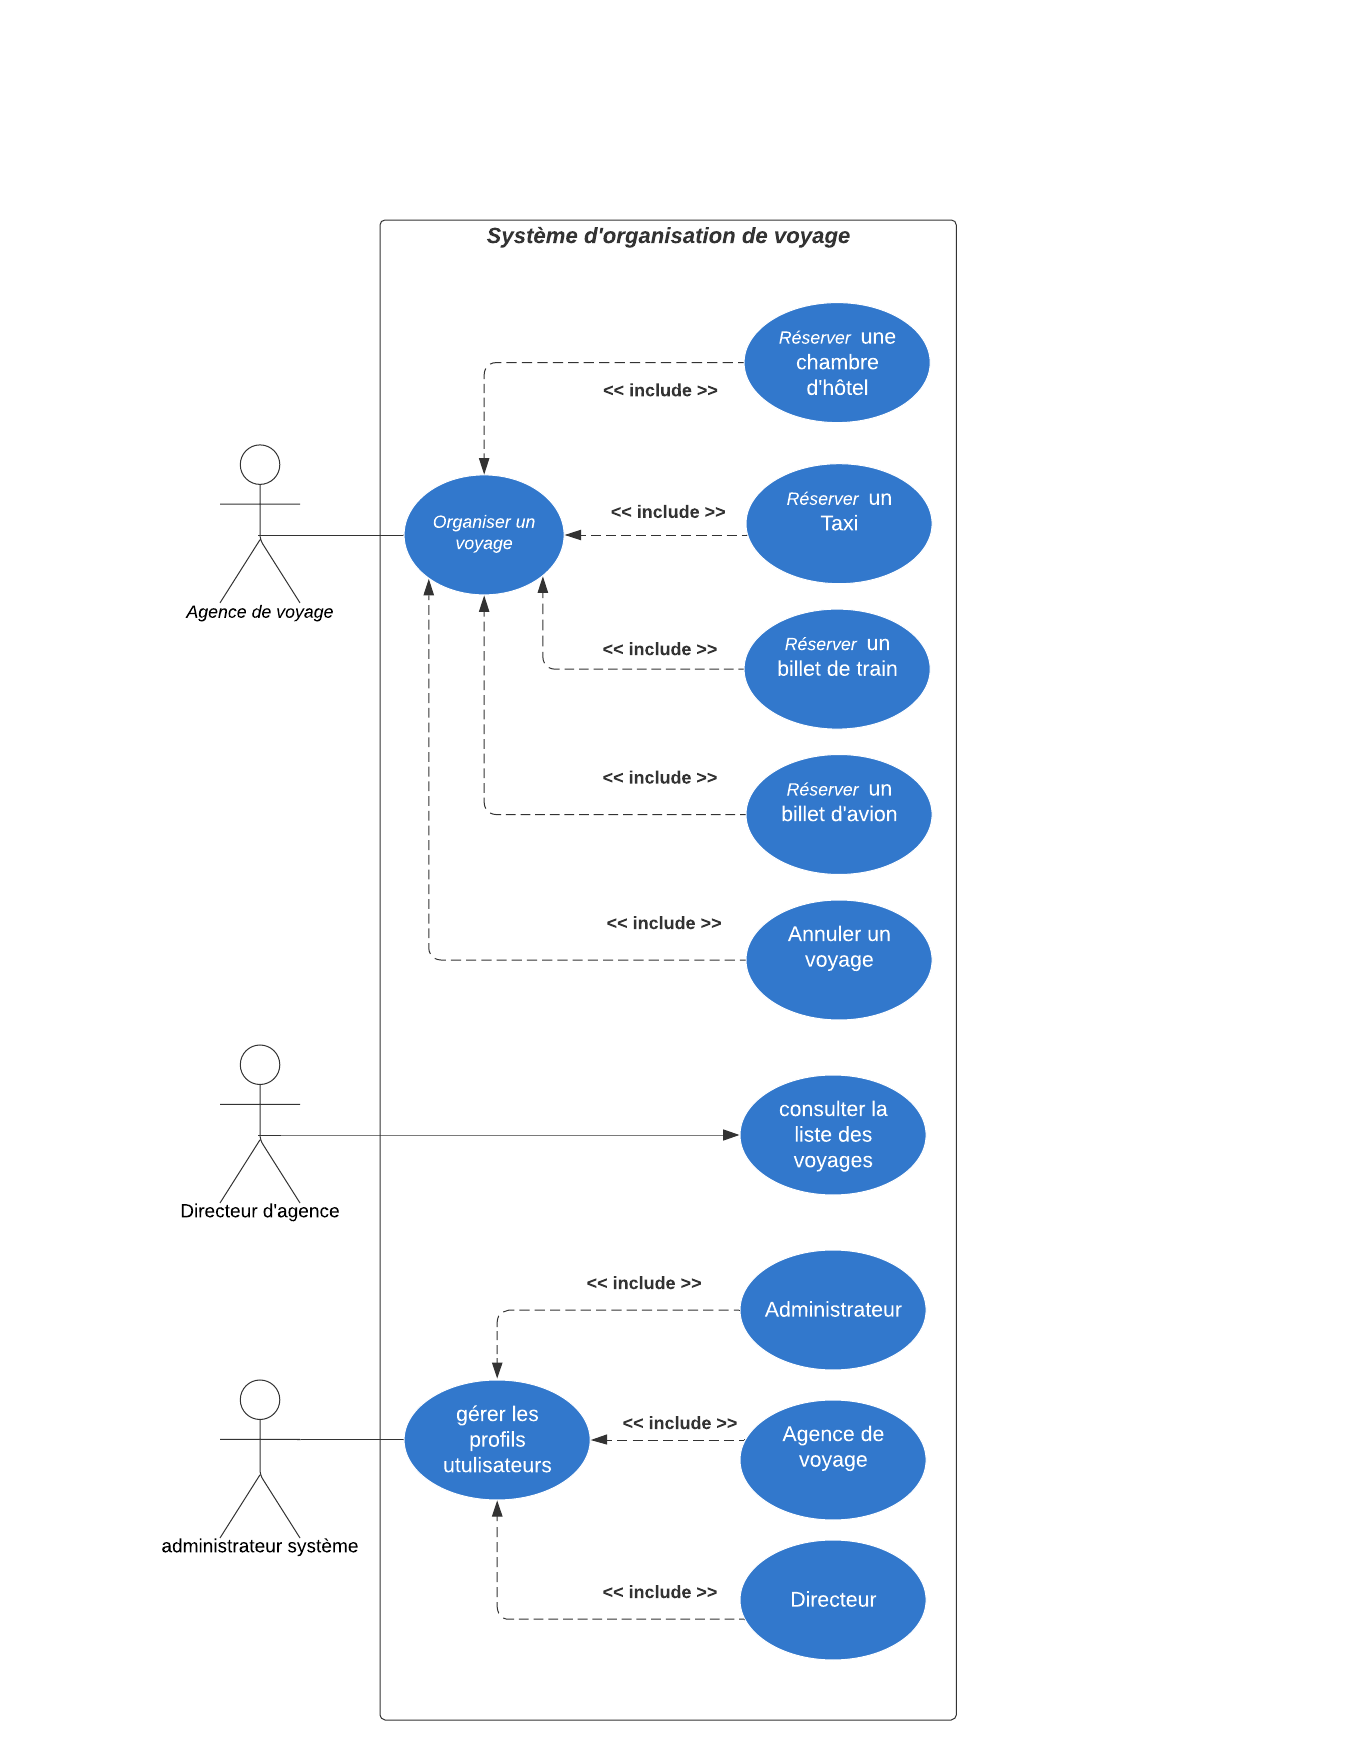 Système d'organisation de voyage
Réserver une
chambre
d'hôtel
<< include >>
Réserver un
Taxi
<< include >>
Organiser un
voyage
Agence de voyage
Réserver un
billet de train
<< include >>
<< include >>
Réserver un
billet d'avion
<< include >>
Annuler un
voyage
consulter la
liste des
voyages
Directeur d'agence
<< include >>
Administrateur
gérer les
profils
utulisateurs
<< include >>
Agence de
voyage
administrateur système
<< include >>
Directeur